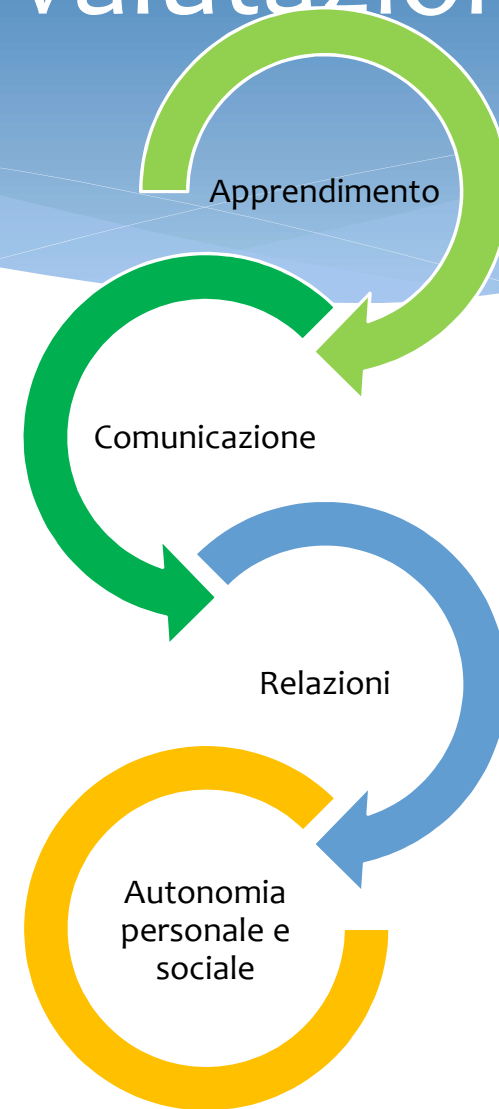 Apprendimento
Comunicazione
Relazioni
Autonomia
personale e
sociale